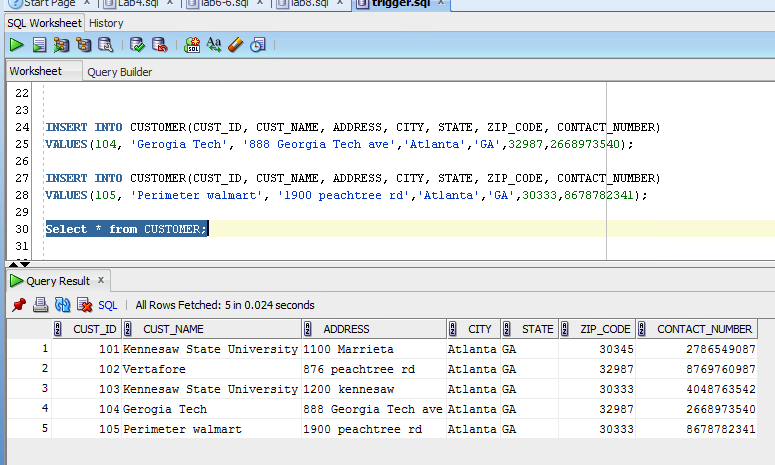 Start Page x Lab4.sql x lab6-6.sql x lab8.sql x trigger.sql x
SQL Worksheet History
Worksheet Query Builder
22
23
24 INSERT INTO CUSTOMER(CUST_ID, CUST_NAME, ADDRESS, CITY, STATE, ZIP_CODE, CONTACT_NUMBER)
25 VALUES(104, 'Gerogia Tech', '888 Georgia Tech ave','Atlanta','GA',32987,2668973540);
26
27 INSERT INTO CUSTOMER(CUST_ID, CUST_NAME, ADDRESS, CITY, STATE, ZIP_CODE, CONTACT_NUMBER)
28 VALUES(105, 'Perimeter walmart', '1900 peachtree rd','Atlanta','GA',30333,8678782341);
29
30 Select * from CUSTOMER;
31
Query Result x
SQL | All Rows Fetched: 5 in 0.024 seconds
CUST_ID CUST_NAME ADDRESS CITY STATE ZIP_CODE CONTACT_NUMBER
1 101 Kennesaw State University 1100 Marrieta Atlanta GA 30345 2786549087
2 102 Vertafore 876 peachtree rd Atlanta GA 32987 8769760987
3 103 Kennesaw State University 1200 kennesaw Atlanta GA 30333 4048763542
4 104 Gerogia Tech 888 Georgia Tech ave Atlanta GA 32987 2668973540
5 105 Perimeter walmart 1900 peachtree rd Atlanta GA 30333 8678782341